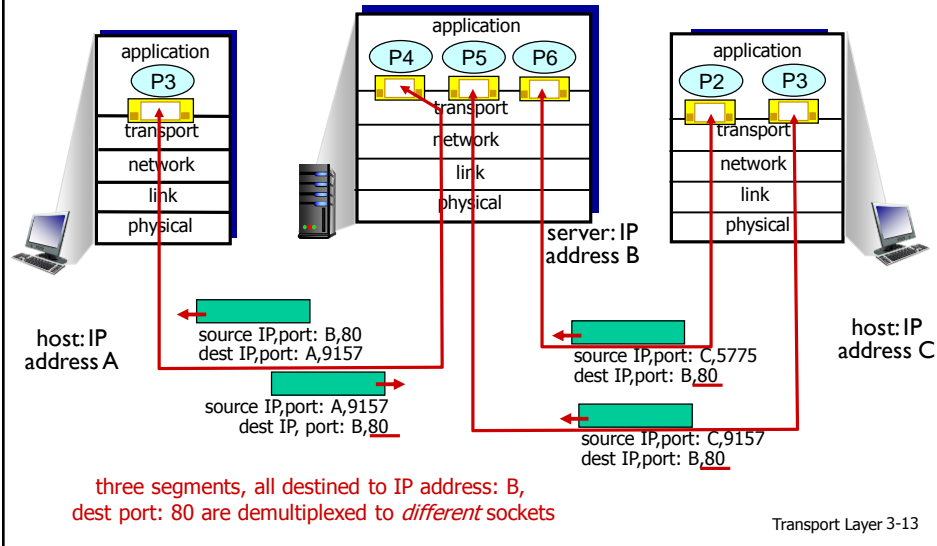 application
P3
transport
network
link
physical
host: IP
address A
application
P4
P5
P6
transport
network
link
physical
server: IP
address B
application
P2
P3
transport
network
link
physical
host: IP
address C
source IP,port: B,80
dest IP,port: A,9157
source IP,port: A,9157
dest IP, port: B,80
source IP,port: C,5775
dest IP,port: B,80
source IP,port: C,9157
dest IP,port: B,80
three segments, all destined to IP address: B,
dest port: 80 are demultiplexed to different sockets
Transport Layer 3-13